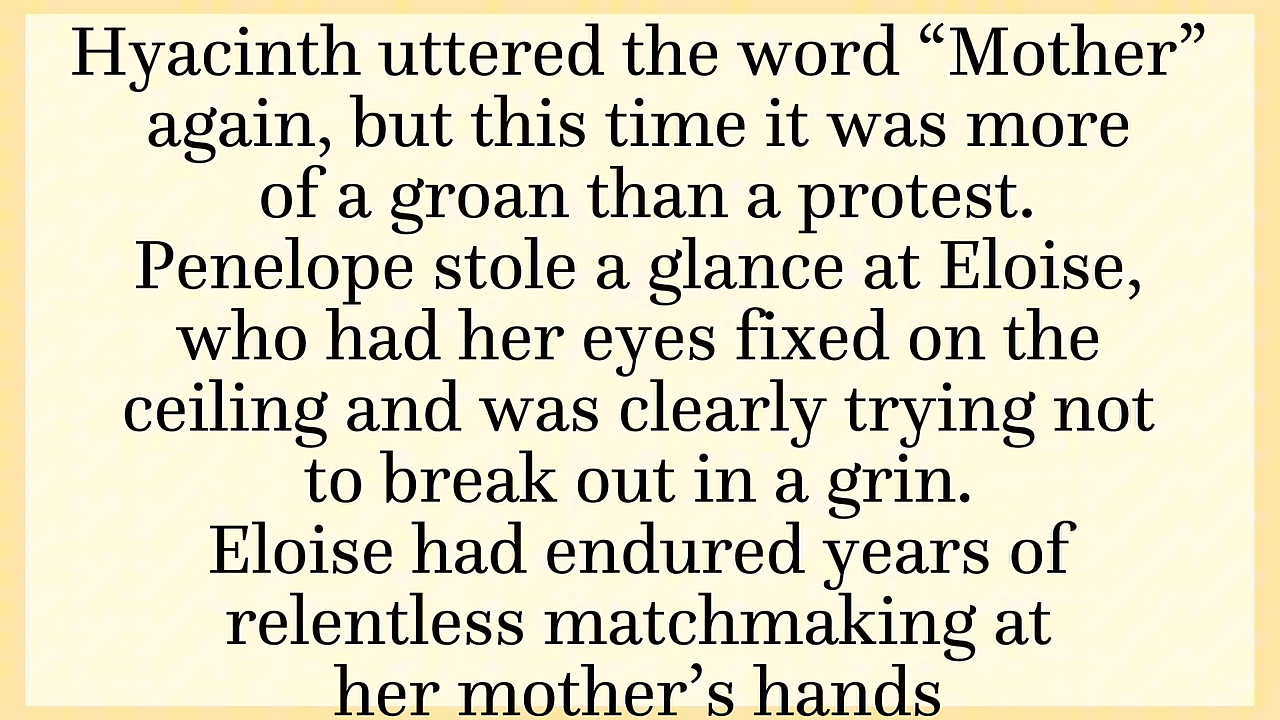 Hyacinth uttered the word “Mother”
again, but this time it was more
of a groan than a protest.
Penelope stole a glance at Eloise,
who had her eyes fixed on the
ceiling and was clearly trying not
to break out in a grin.
Eloise had endured years of
relentless matchmaking at
her mother’s hands